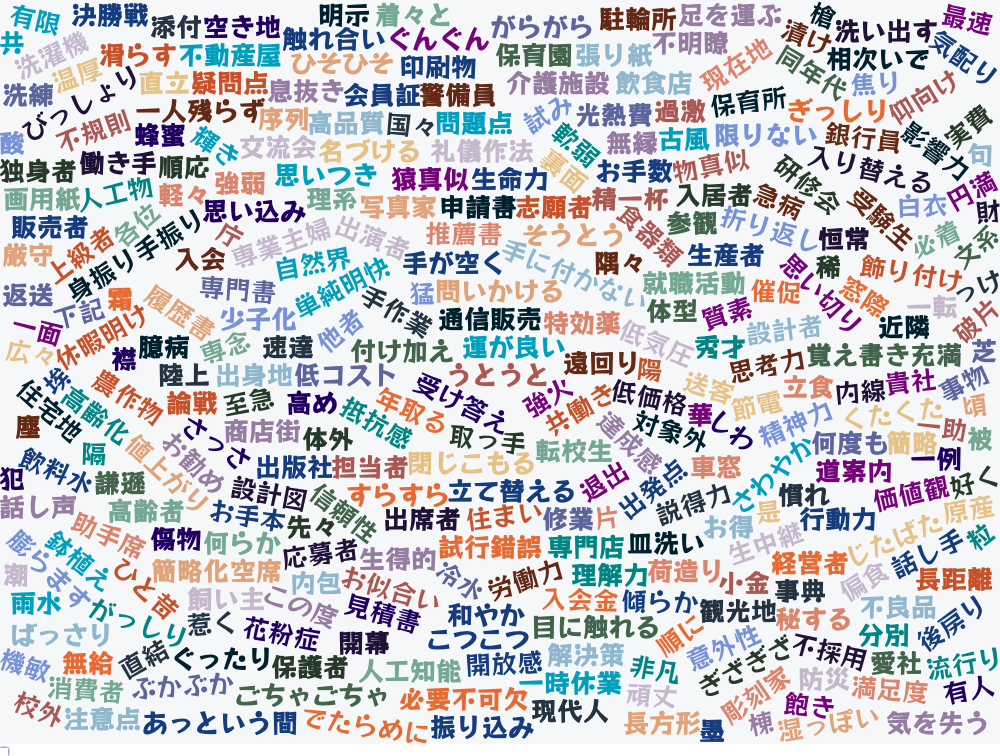 有限 決勝戦 添付 空き地 明示 着々と がらがら 駐輪所 足を運ぶ 槍 洗い出す 最速
丼 洗濯機 滑らす 不動産屋 触れ合い ぐんぐん 保育園 張り紙 不明瞭 漬け 相次いで 気配り
温厚 直立 疑問点 ひそひそ 印刷物 介護施設 飲食店 現在地 同年代 焦り
洗練 びっしょり 息抜き 会員証 警備員 仰向け
一人残らず 序列 高品質 国々 問題点 試み 光熱費 過激 保育所 ぎっしり 実費
酸 不規則 蜂蜜 輝き 交流会 名づける 礼儀作法 軟弱 無縁 古風 限りない 銀行員 影響力 句
独身者 働き手 順応 思いつき 猿真似 生命力 裏面 お手数 物真似 研修会 入り替える 円満
画用紙 人工物 軽々 強弱 理系 写真家 申請書 志願者 精一杯 入居者 急病 受験生 白衣 財
販売者 各位 身振り手振り 思い込み 専業主婦 出演者 推薦書 そうとう 食器類 参観 折り返し 恒常 必着 文系
厳守 上級者 庁 入会 自然界 手が空く 手に付かない 隅々 生産者 思い切り 稀 飾り付け っけ
返送 下記 霜 専門書 単純明快 猛 問いかける 就職活動 催促 窓際 一転
一面 休暇明け 履歴書 少子化 他者 手作業 通信販売 特効薬 体型 質素 設計者 近隣 破片
広々 襟 臆病 専念 速達 付け加え 運が良い 低気圧 秀才 思考力 覚え書き 充満 芝
埃 陸上 出身地 低コスト うとうと 遠回り 陽 送客 立食 内線 貴社 事物
住宅地 高齢化 農作物 論戦 至急 高め 抵抗感 年取る 受け答え 強火 共働き 低価格 華 節電 くたくた 頃
塵 さっさ 商店街 体外 取っ手 転校生 達成感 対象外 しわ 精神力 何度も 簡略 一助 被
隔 値上がり お勧め 出版社 担当者 閉じこもる 車窓 さわやか 道案内 一例
犯 飲料水 謙遜 設計図 信頼性 すらすら 立て替える 退出 出発点 説得力 慣れ 価値観 好く
話し声 高齢者 お手本 先々 出席者 住まい 修業 片 お得 是 行動力 原産
助手席 傷物 何らか 応募者 生得的 試行錯誤 専門店 皿洗い 生中継 じたばた 話し手 粒
膨らます 鉢植え ひと昔 簡略化 空席 内包 お似合い 冷水 労働力 理解力 荷造り 小金 経営者 事典 偏食 長距離
潮 雨水 がっしり 飼い主 この度 見積書 和やか 入会金 傾らか 観光地 秘する 不良品 後戻り
ばっさり 惹く 花粉症 開幕 こつこつ 目に触れる 順に 意外性 ぎざぎざ 不採用 分別
機敏 無給 直結 ぐったり 保護者 人工知能 開放感 解決策 非凡 愛社 流行り
消費者 ぶかぶか ごちゃごちゃ 必要不可欠 一時休業 頑丈 彫刻家 防災 満足度 有人
校外 注意点 あっという間 でたらめに 振り込み 現代人 長方形 墨 棟 飽き 湿っぽい 気を失う